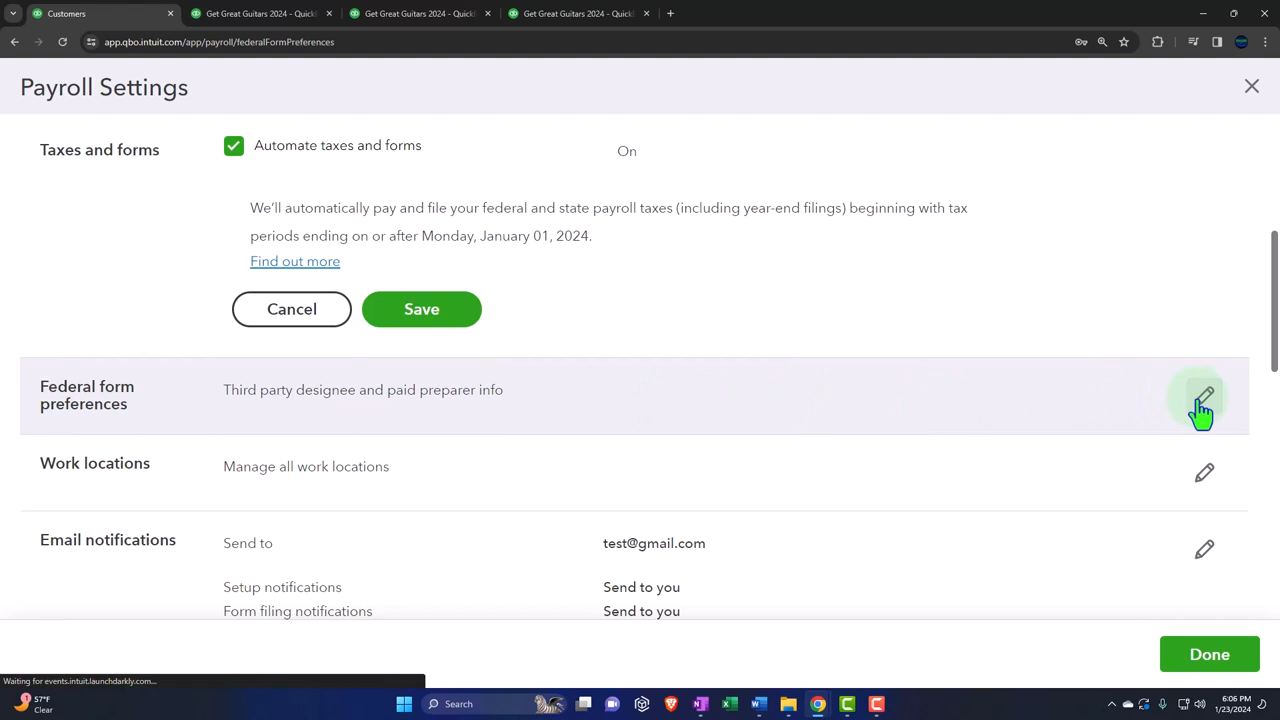 Customers
Get Great Guitars 2024 – Quick
Get Great Guitars 2024 – Quick
Get Great Guitars 2024 – Quick
app.qbo.intuit.com/app/payroll/federalFormPreferences
Payroll Settings
Taxes and forms
Automate taxes and forms
On
We'll automatically pay and file your federal and state payroll taxes (including year-end filings) beginning with tax
periods ending on or after Monday, January 01, 2024.
Find out more
Cancel
Save
Federal form
preferences
Third party designee and paid preparer info
Work locations
Manage all work locations
Email notifications
Send to
test@gmail.com
Setup notifications
Send to you
Form filing notifications
Send to you
Done
Waiting for events.intuit.launchdarkly.com...
1
57°F
Clear
Search
6:06 PM
1/23/2024